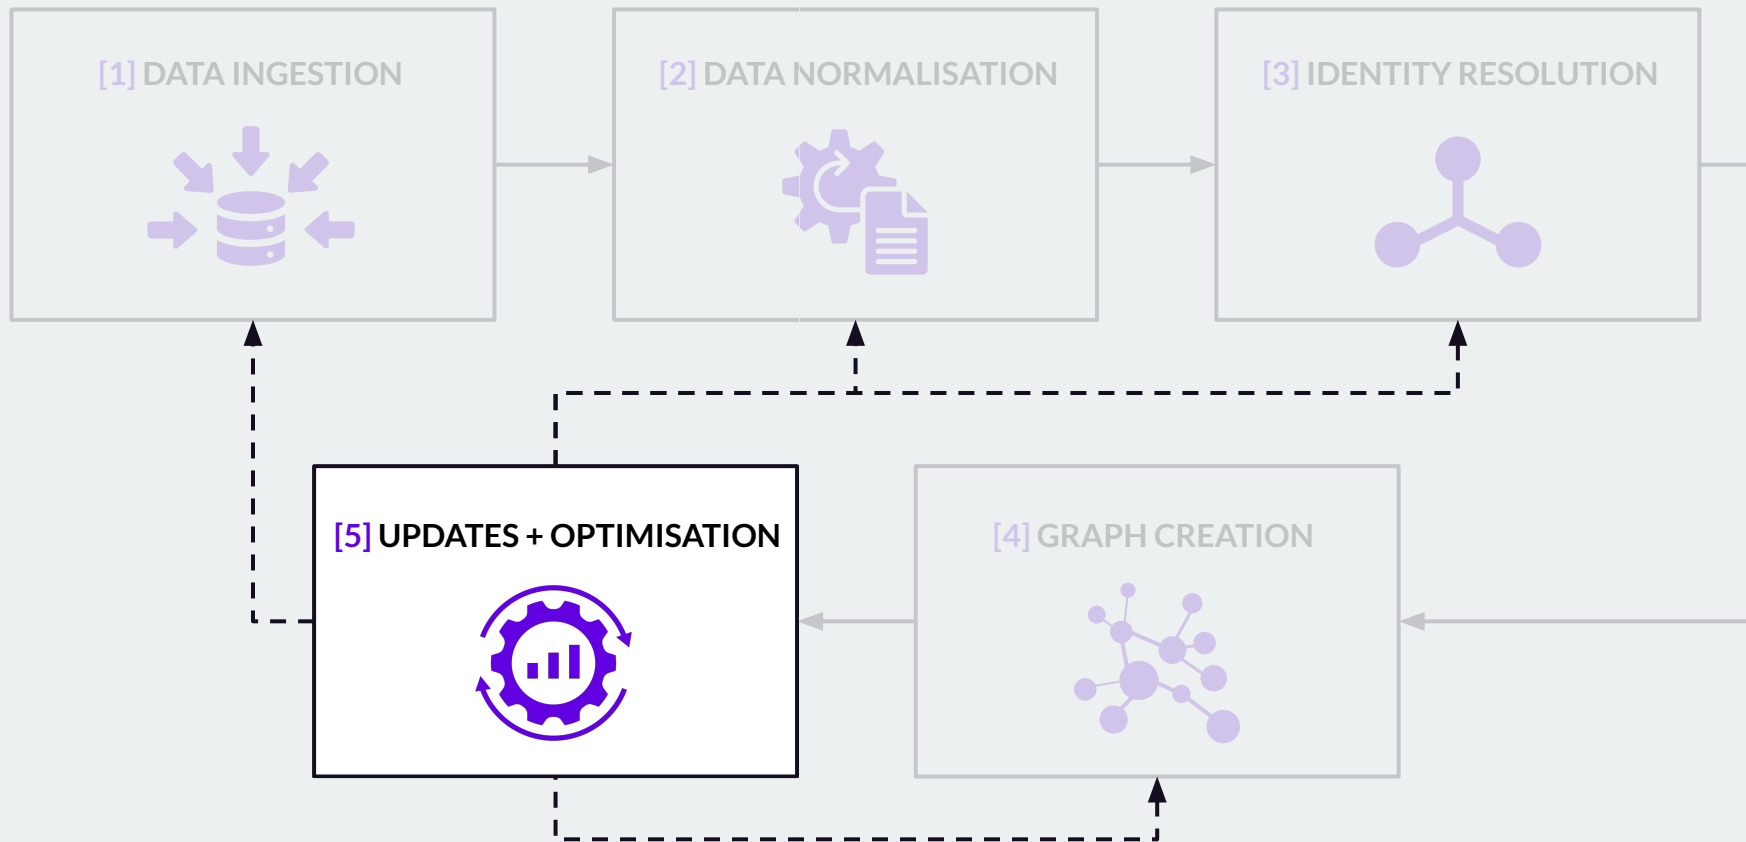 [1] DATA INGESTION
[2] DATA NORMALISATION
[3] IDENTITY RESOLUTION
[5] UPDATES + OPTIMISATION
[4] GRAPH CREATION